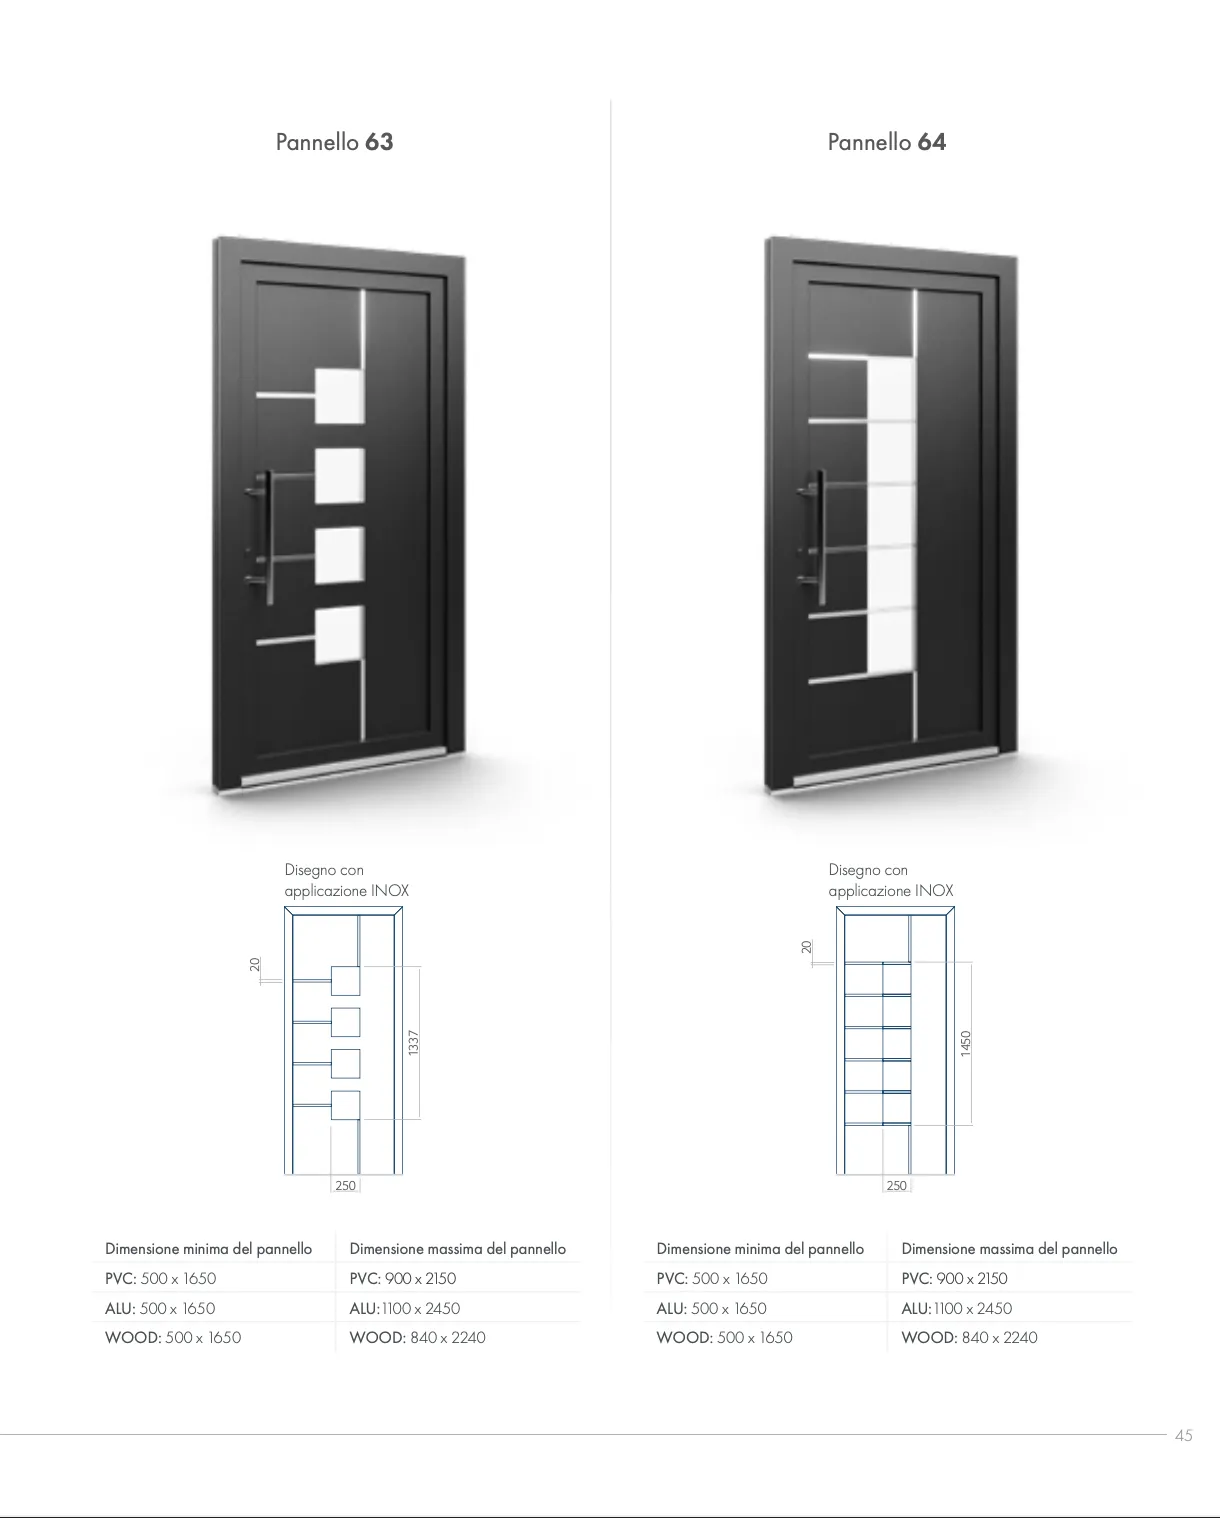 Pannello 63
Disegno con
applicazione INOX
20
1337
250
Dimensione minima del pannello
Dimensione massima del pannello
PVC: 500 x 1650
PVC: 900 x 2150
ALU: 500 x 1650
ALU:1100 x 2450
WOOD: 500 x 1650
WOOD: 840 x 2240
Pannello 64
Disegno con
applicazione INOX
20
1450
250
Dimensione minima del pannello
Dimensione massima del pannello
PVC: 500 x 1650
PVC: 900 x 2150
ALU: 500 x 1650
ALU:1100 x 2450
WOOD: 500 x 1650
WOOD: 840 x 2240
45